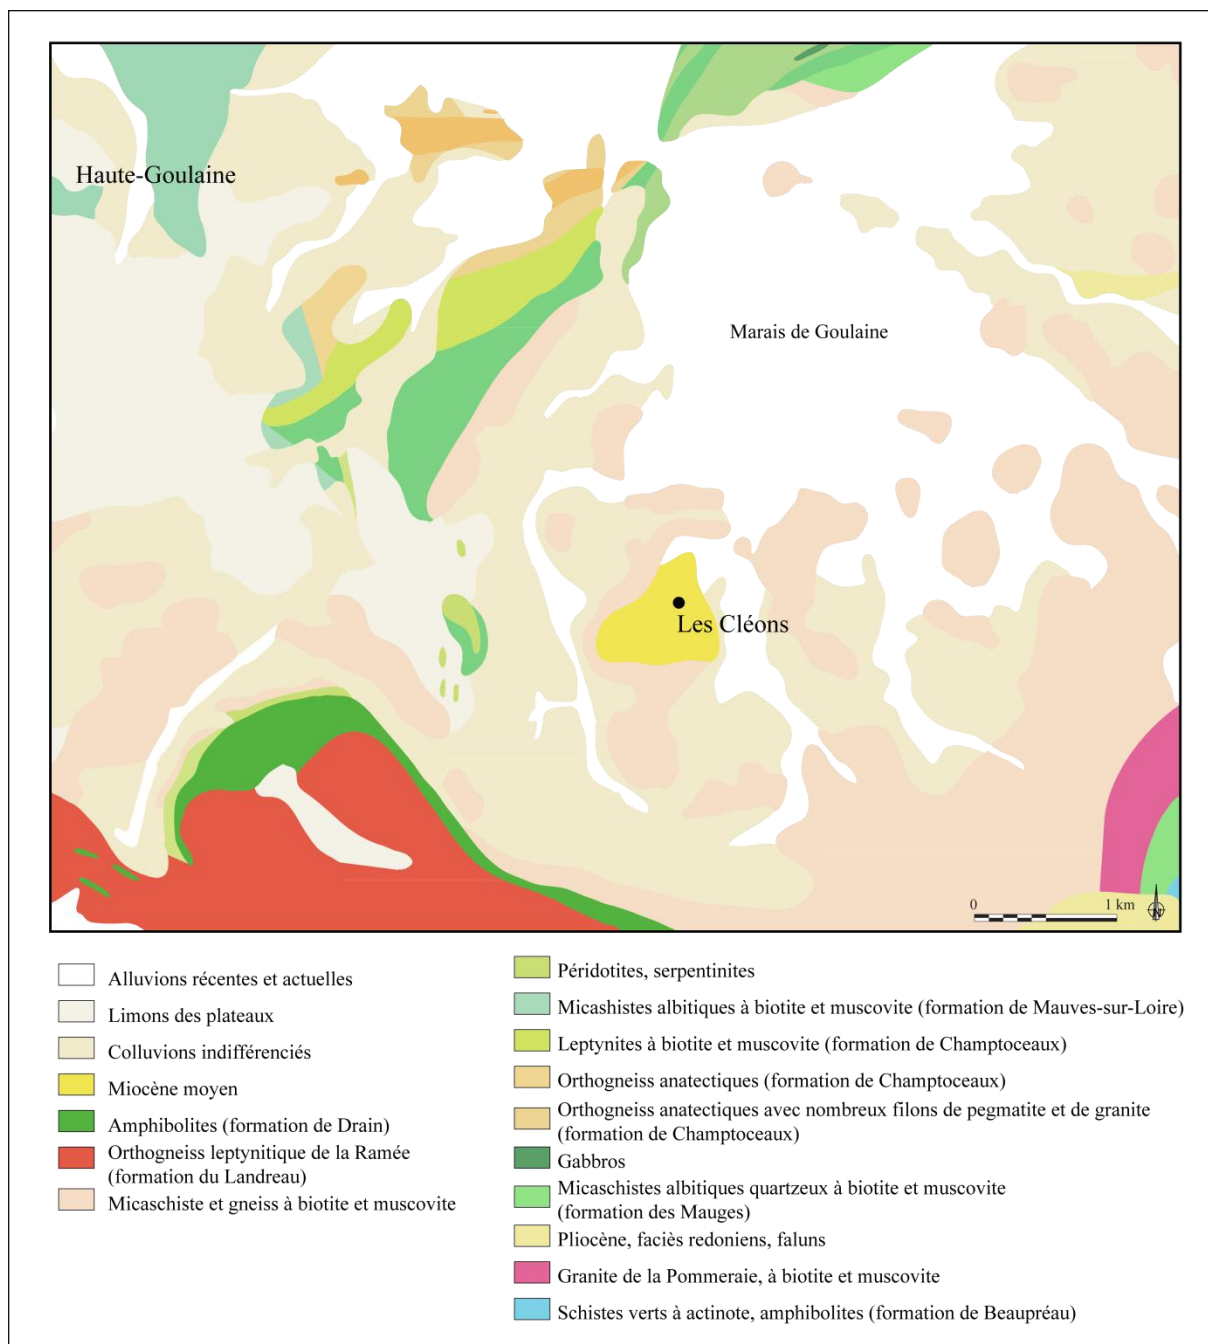 Haute-Goulaine
Marais de Goulaine
Les Cléons
0 1 km
N
Alluvions récentes et actuelles
Limons des plateaux
Colluvions indifférenciés
Miocène moyen
Amphibolites (formation de Drain)
Orthogneiss leptynitique de la Ramée
(formation du Landreau)
Micaschiste et gneiss à biotite et muscovite
Péridotites, serpentinites
Micashistes albitiques à biotite et muscovite (formation de Mauves-sur-Loire)
Leptynites à biotite et muscovite (formation de Champtoceaux)
Orthogneiss anatectiques (formation de Champtoceaux)
Orthogneiss anatectiques avec nombreux filons de pegmatite et de granite
(formation de Champtoceaux)
Gabbros
Micaschistes albitiques quartzeux à biotite et muscovite
(formation des Mauges)
Pliocène, faciès redoniens, faluns
Granite de la Pommeraie, à biotite et muscovite
Schistes verts à actinote, amphibolites (formation de Beaupréau)